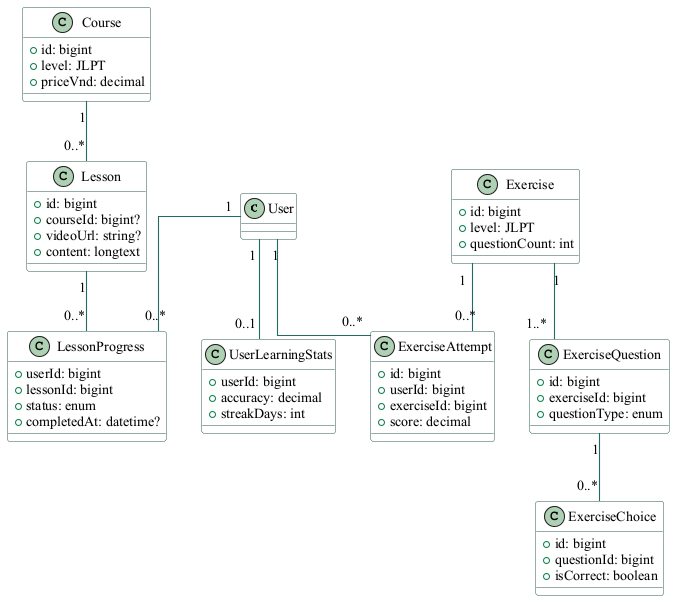 C Course
id: bigint
level: JLPT
priceVnd: decimal
1
0..*
C Lesson
id: bigint
courseId: bigint?
videoUrl: string?
content: longtext
1
0..*
1
C User
1
1
0..*
0..1
0..*
C Exercise
id: bigint
level: JLPT
questionCount: int
1
1
0..*
1..*
C LessonProgress
userId: bigint
lessonId: bigint
status: enum
completedAt: datetime?
C UserLearningStats
userId: bigint
accuracy: decimal
streakDays: int
C ExerciseAttempt
id: bigint
userId: bigint
exerciseId: bigint
score: decimal
C ExerciseQuestion
id: bigint
exerciseId: bigint
questionType: enum
1
0..*
C ExerciseChoice
id: bigint
questionId: bigint
isCorrect: boolean